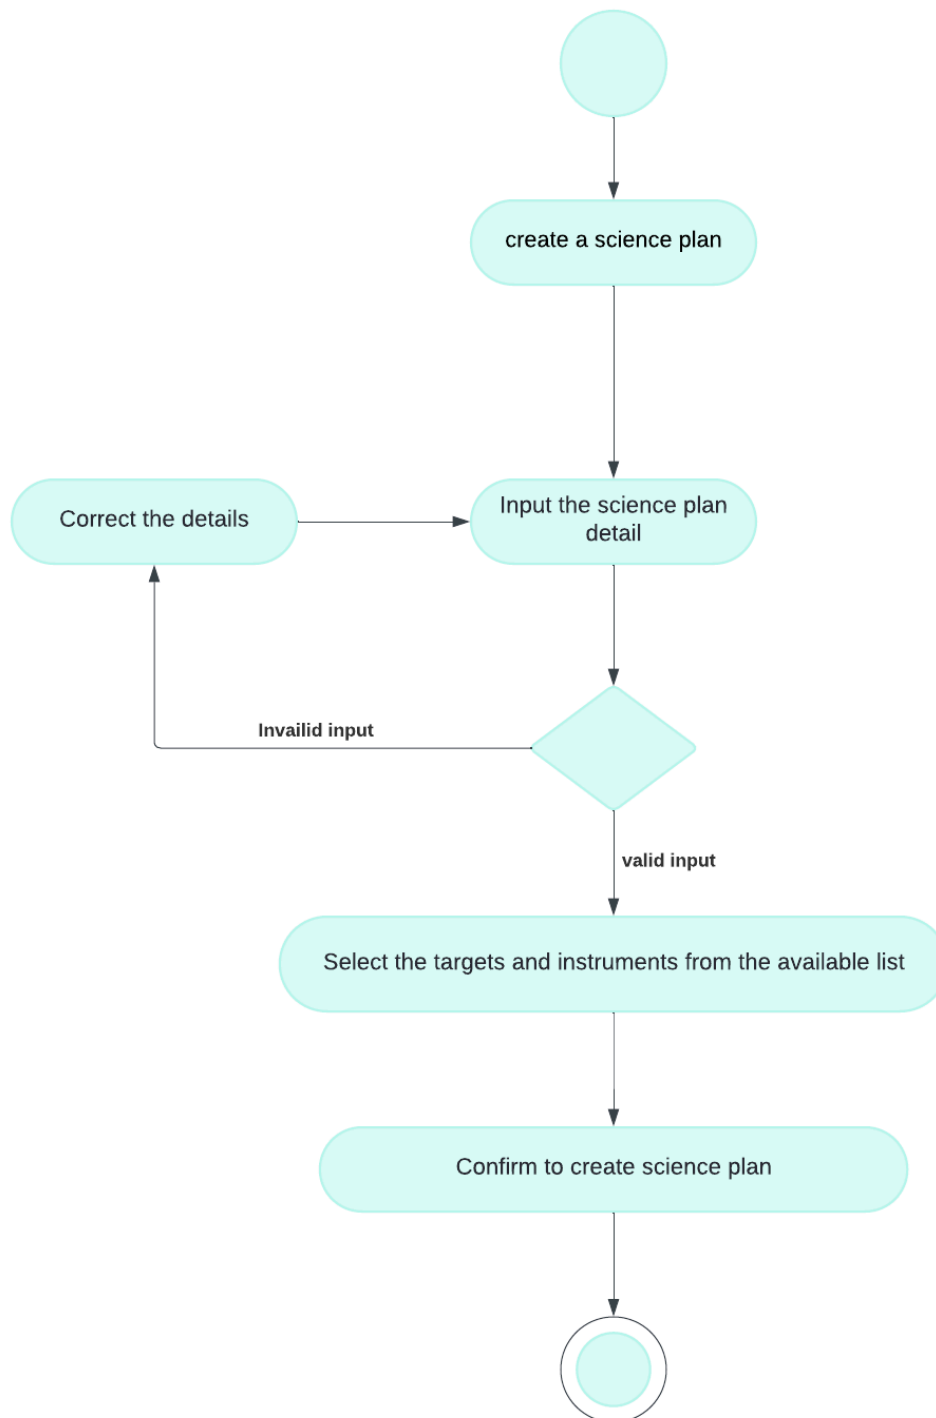 create a science plan
Correct the details
Input the science plan
detail
Invailid input
valid input
Select the targets and instruments from the available list
Confirm to create science plan